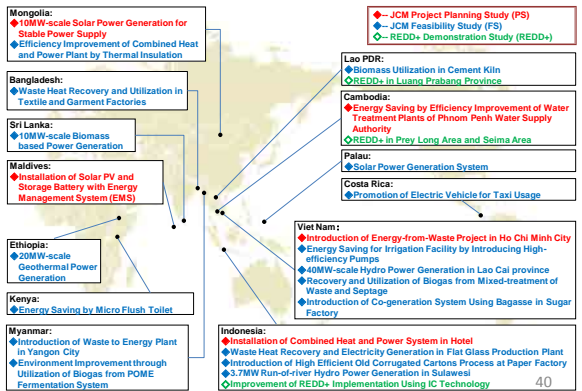 Mongolia:
◆10MW-scale Solar Power Generation for
Stable Power Supply
◆Efficiency Improvement of Combined Heat
and Power Plant by Thermal Insulation
◆-- JCM Project Planning Study (PS)
◆-- JCM Feasibility Study (FS)
◇-- REDD+ Demonstration Study (REDD+)
Lao PDR:
◆Biomass Utilization in Cement Kiln
◇REDD+ in Luang Prabang Province
Bangladesh:
◆Waste Heat Recovery and Utilization in
Textile and Garment Factories
Cambodia:
◆Energy Saving by Efficiency Improvement of Water
Treatment Plants of Phnom Penh Water Supply
Authority
◇REDD+ in Prey Long Area and Seima Area
Sri Lanka:
◆10MW-scale Biomass
based Power Generation
Maldives:
◆Installation of Solar PV and
Storage Battery with Energy
Management System (EMS)
Palau:
◆Solar Power Generation System
Costa Rica:
◆Promotion of Electric Vehicle for Taxi Usage
Viet Nam:
◆Introduction of Energy-from-Waste Project in Ho Chi Minh City
◆Energy Saving for Irrigation Facility by Introducing High-
efficiency Pumps
◆40MW-scale Hydro Power Generation in Lao Cai province
◆Recovery and Utilization of Biogas from Mixed-treatment of
Waste and Septage
◆Introduction of Co-generation System Using Bagasse in Sugar
Factory
Ethiopia:
◆20MW-scale
Geothermal Power
Generation
Kenya:
◆Energy Saving by Micro Flush Toilet
Myanmar:
◆Introduction of Waste to Energy Plant
in Yangon City
◆Environment Improvement through
Utilization of Biogas from POME
Fermentation System
Indonesia:
◆Installation of Combined Heat and Power System in Hotel
◆Waste Heat Recovery and Electricity Generation in Flat Glass Production Plant
◆Introduction of High Efficient Old Corrugated Cartons Process at Paper Factory
◆3.7MW Run-of-river Hydro Power Generation in Sulawesi
◇Improvement of REDD+ Implementation Using IC Technology
40